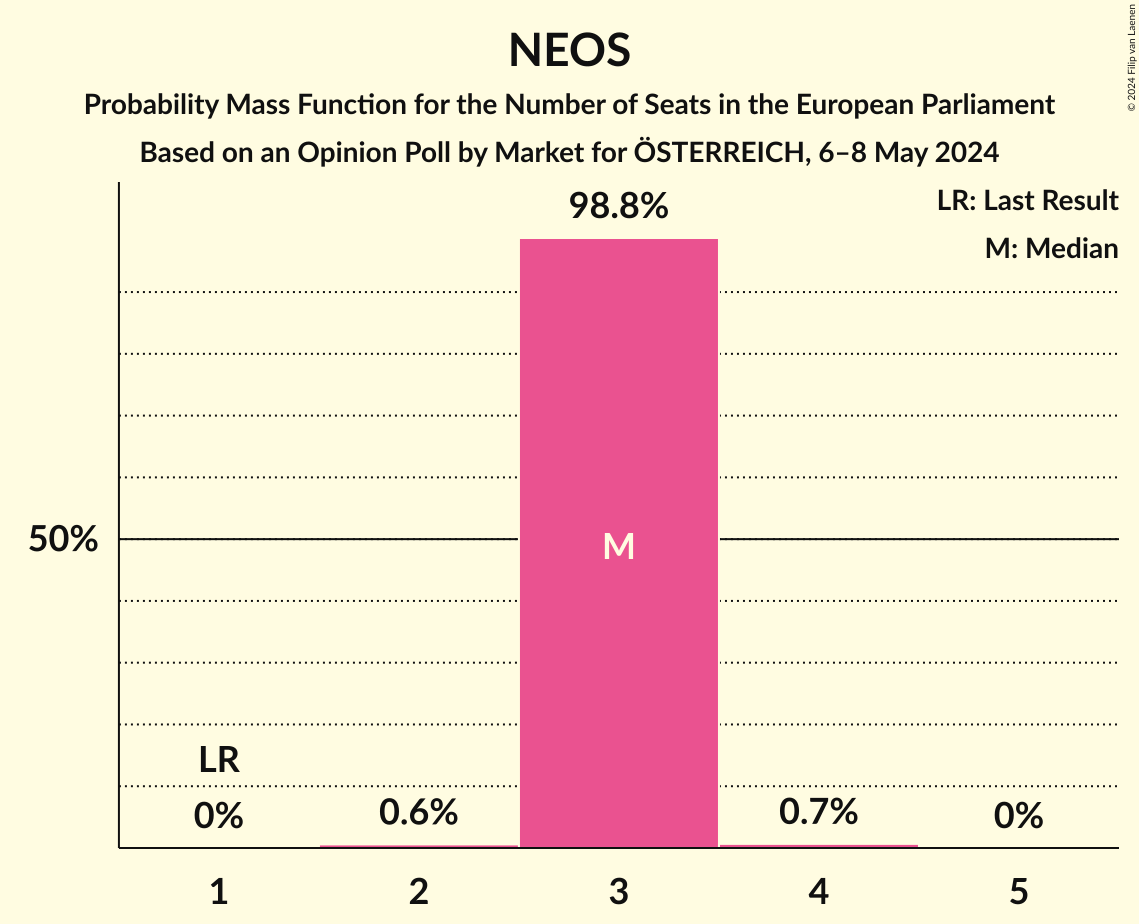 NEOS
Probability Mass Function for the Number of Seats in the European Parliament
Based on an Opinion Poll by Market for ÖSTERREICH, 6–8 May 2024
© 2024 Filip van Laenen
LR: Last Result
M: Median
98.8%
50%
M
LR
0%
0.6%
0.7%
0%
1
2
3
4
5